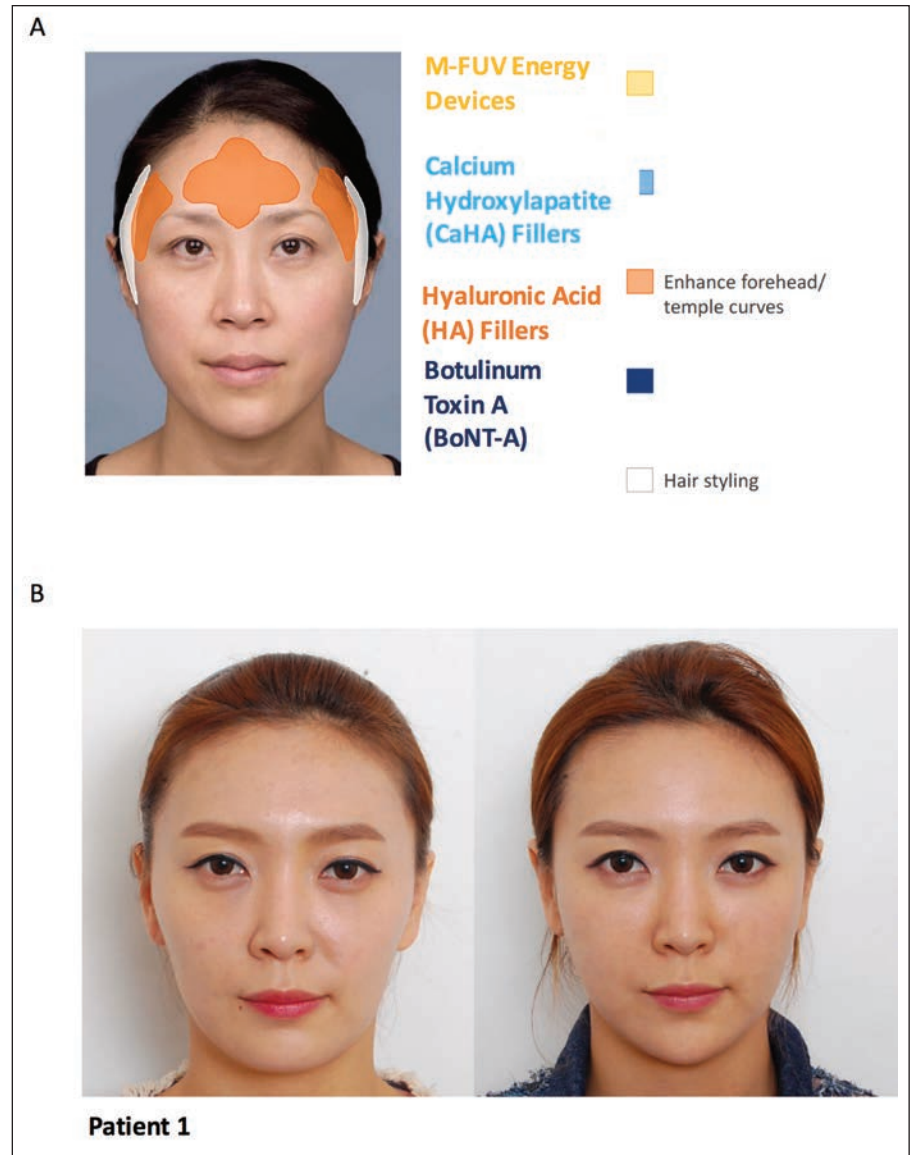 A
M-FUV Energy
Devices
Calcium
Hydroxylapatite
(CaHA) Fillers
Hyaluronic Acid
(HA) Fillers
Enhance forehead/
temple curves
Botulinum
Toxin A
(BoNT-A)
Hair styling
B
Patient 1